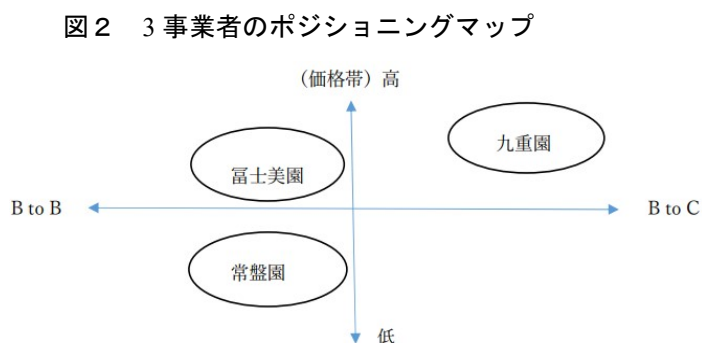 図２　3 事業者のポジショニングマップ
（価格帯）高
九重園
冨士美園
B to B
B to C
常盤園
低